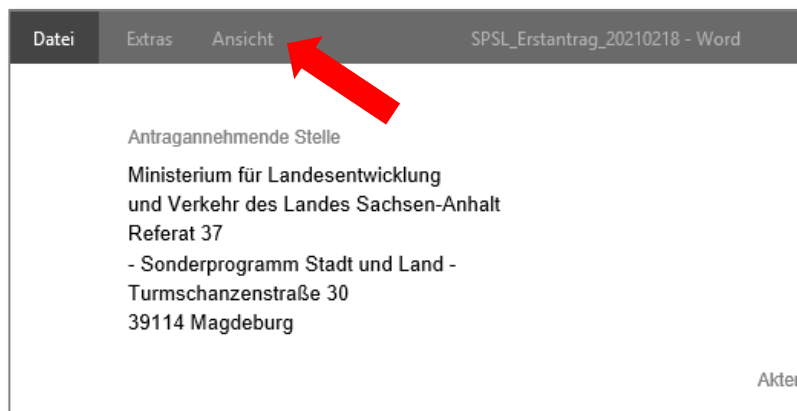 Datei Extras Ansicht SPSL_Erstantrag_20210218 - Word
Antragannehmende Stelle
Ministerium für Landesentwicklung
und Verkehr des Landes Sachsen-Anhalt
Referat 37
- Sonderprogramm Stadt und Land -
Turmschanzenstraße 30
39114 Magdeburg